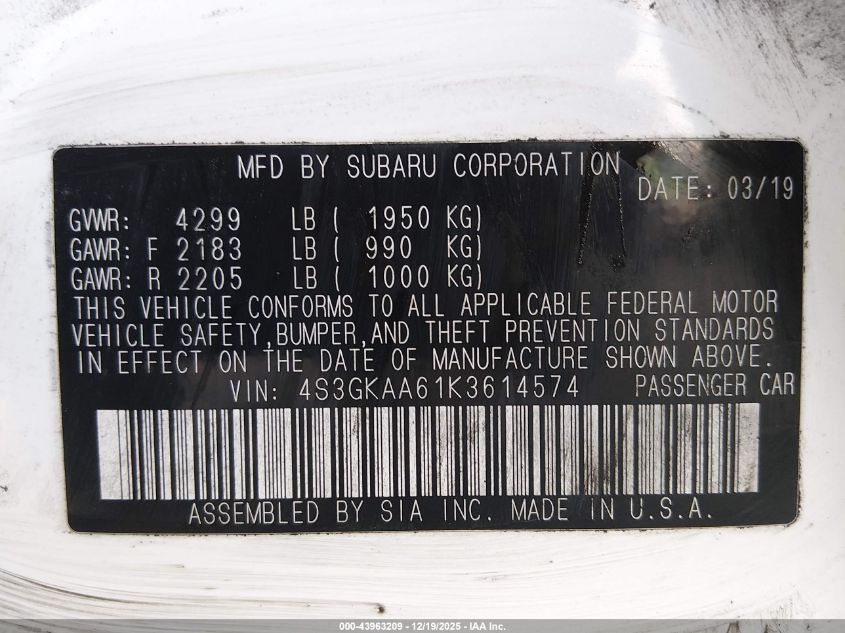 MFD BY SUBARU CORPORATION
DATE: 03/19
GVWR: 4299 LB ( 1950 KG)
GAWR: F 2183 LB ( 990 KG)
GAWR: R 2205 LB ( 1000 KG)
THIS VEHICLE CONFORMS TO ALL APPLICABLE FEDERAL MOTOR
VEHICLE SAFETY,BUMPER,AND THEFT PREVENTION STANDARDS
IN EFFECT ON THE DATE OF MANUFACTURE SHOWN ABOVE.
VIN: 4S3GKAA61K3614574 PASSENGER CAR
ASSEMBLED BY SIA INC. MADE IN U.S.A.
000-43963209 - 12/19/2025 - IAA Inc.